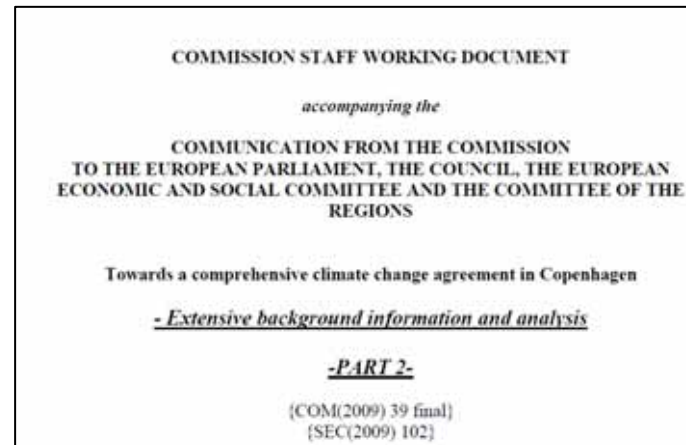 COMMISSION STAFF WORKING DOCUMENT
accompanying the
COMMUNICATION FROM THE COMMISSION
TO THE EUROPEAN PARLIAMENT, THE COUNCIL, THE EUROPEAN
ECONOMIC AND SOCIAL COMMITTEE AND THE COMMITTEE OF THE
REGIONS
Towards a comprehensive climate change agreement in Copenhagen
- Extensive background information and analysis
-PART 2-
{COM(2009) 39 final}
{SEC(2009) 102}